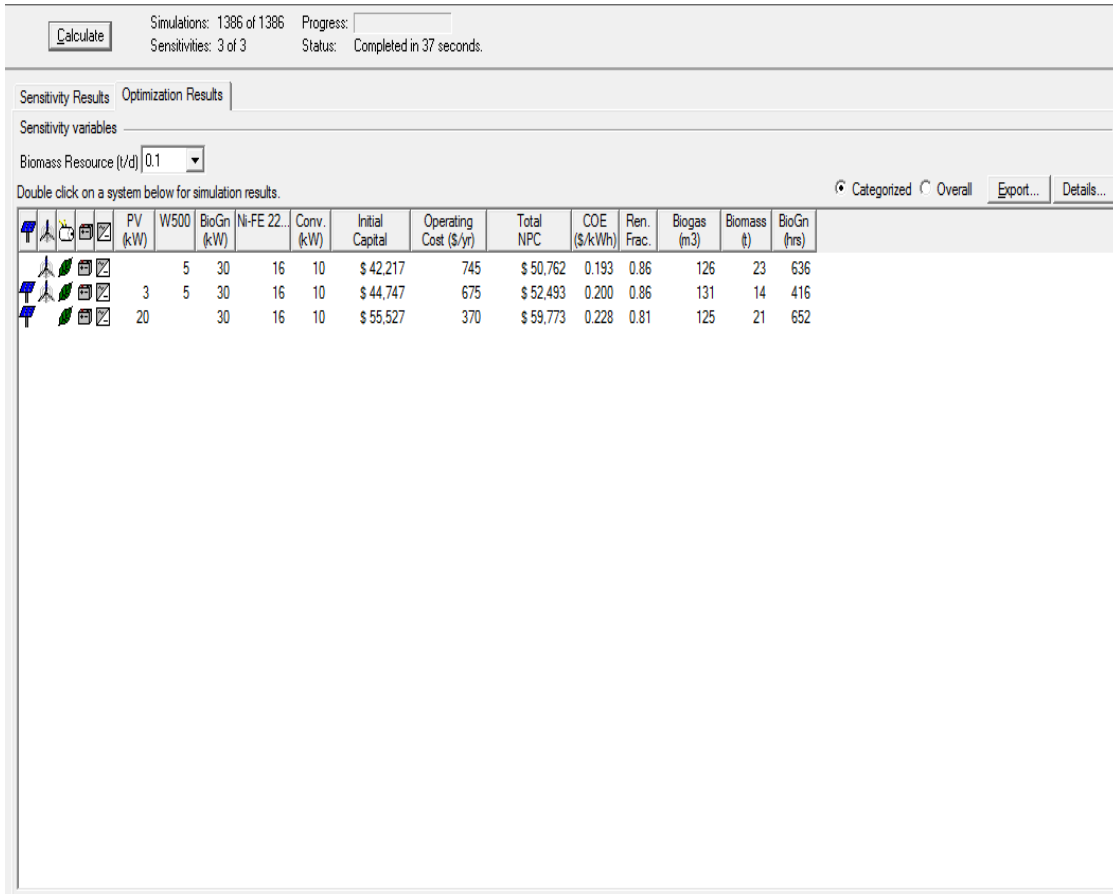 Calculate
Simulations: 1386 of 1386 Progress:
Sensitivities: 3 of 3 Status: Completed in 37 seconds.
Sensitivity Results Optimization Results
Sensitivity variables
Biomass Resource (t/d) 0.1
Double click on a system below for simulation results.
Categorized Overall Export... Details...
PV (kW) W500 BioGn (kW) Ni-FE 22... Conv. (kW) Initial Capital Operating Cost ($/yr) Total NPC COE ($/kWh) Ren. Frac. Biogas (m3) Biomass (t) BioGn (hrs)
5 30 16 10 $ 42,217 745 $ 50,762 0.193 0.86 126 23 636
3 5 30 16 10 $ 44,747 675 $ 52,493 0.200 0.86 131 14 416
20 30 16 10 $ 55,527 370 $ 59,773 0.228 0.81 125 21 652